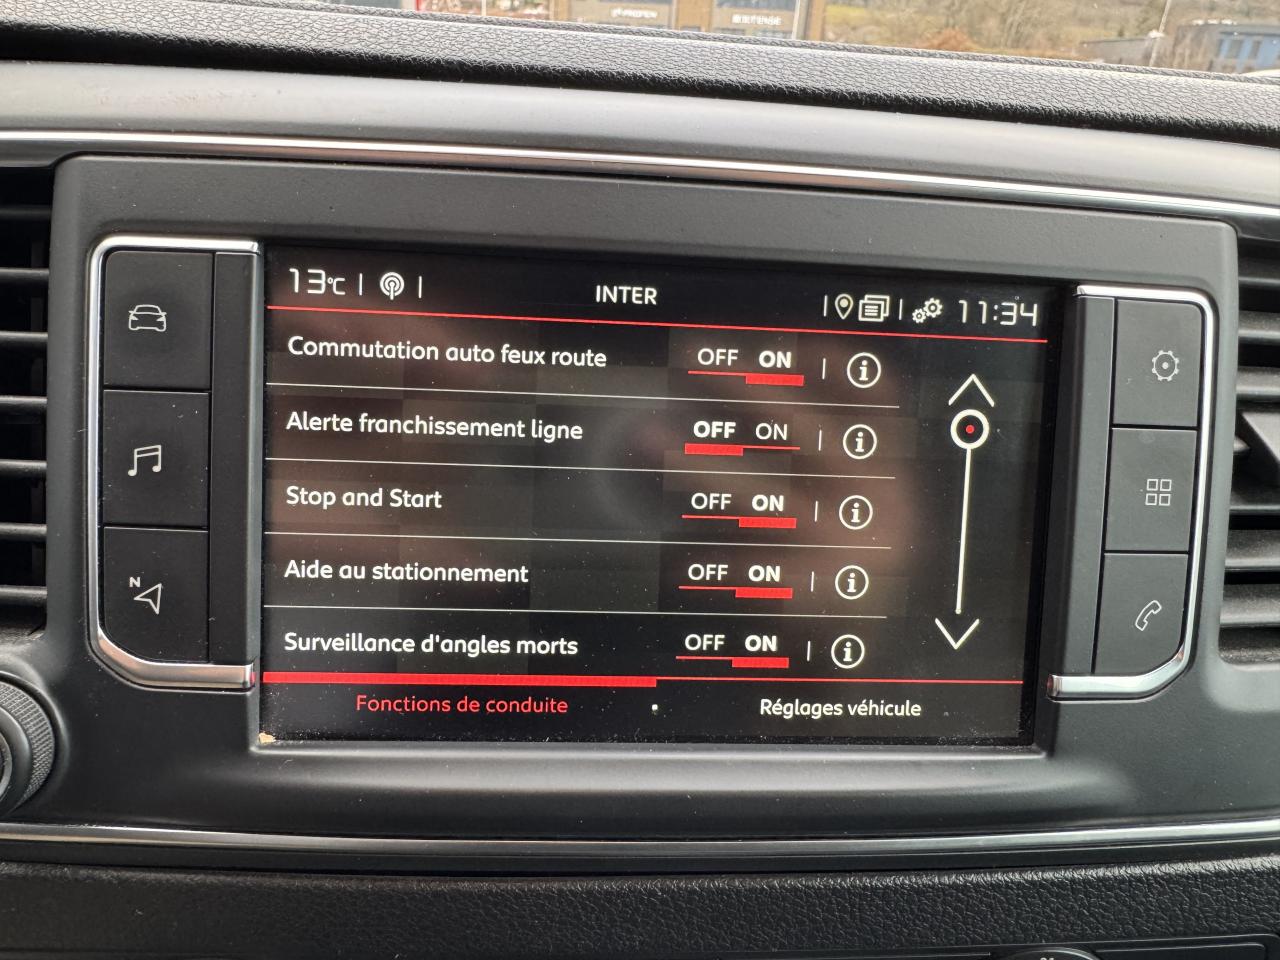 13°C
INTER
11:34
Commutation auto feux route OFF ON
Alerte franchissement ligne OFF ON
Stop and Start OFF ON
Aide au stationnement OFF ON
Surveillance d'angles morts OFF ON
Fonctions de conduite
Réglages véhicule
N